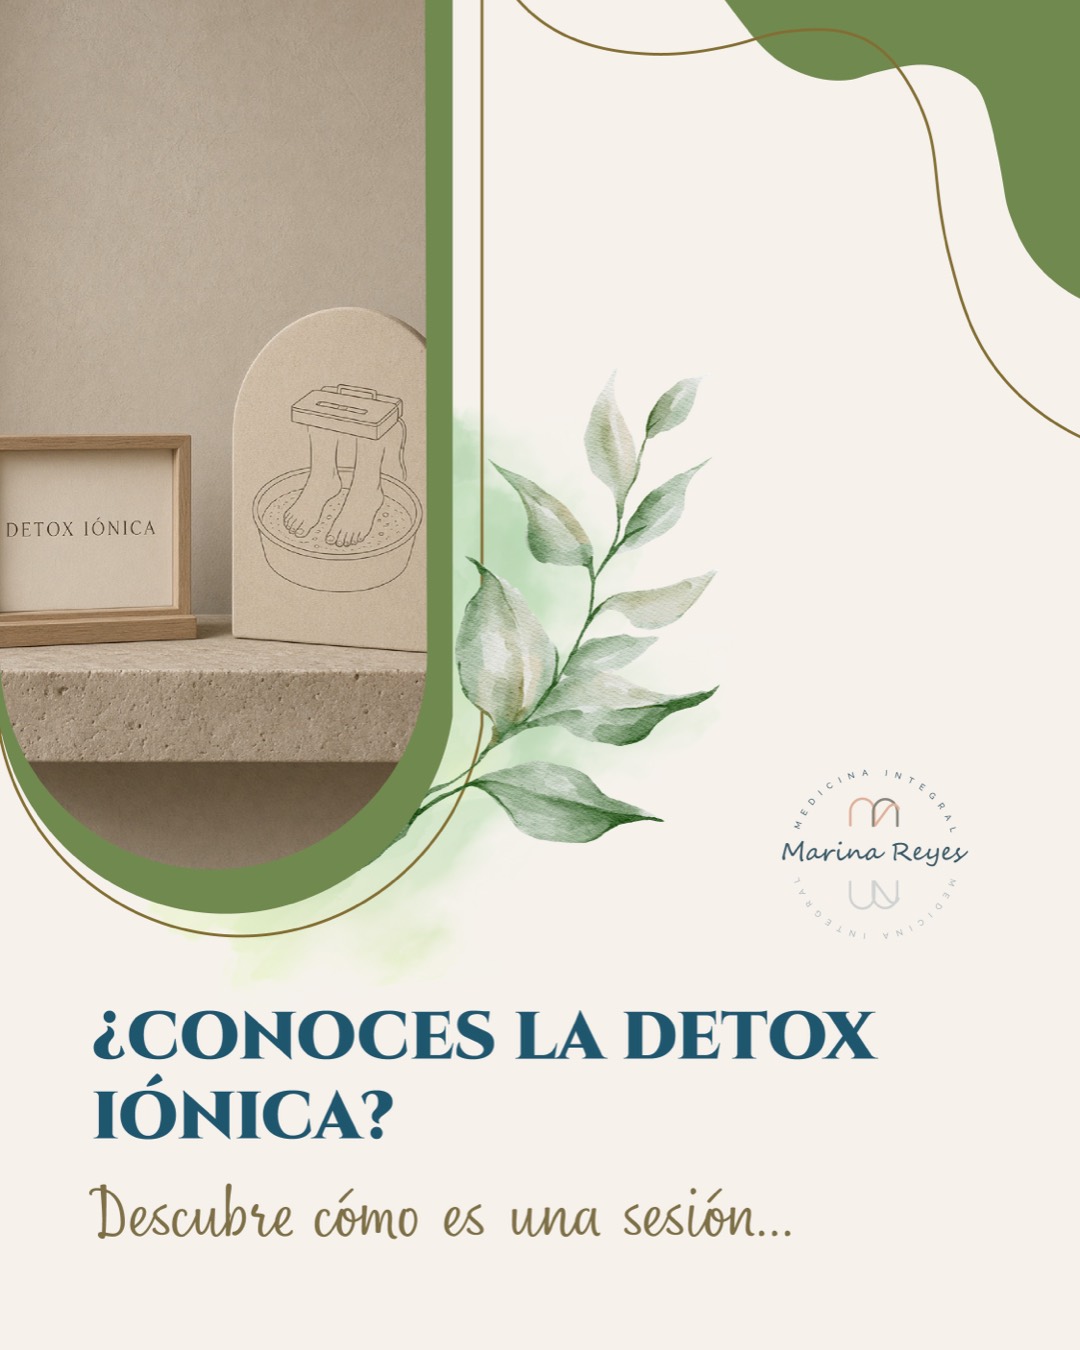 DETOX IÓNICA
MEDICINA INTEGRAL
Marina Reyes
MEDICINA INTEGRAL
¿CONOCES LA DETOX
IÓNICA?
Descubre cómo es una sesión...